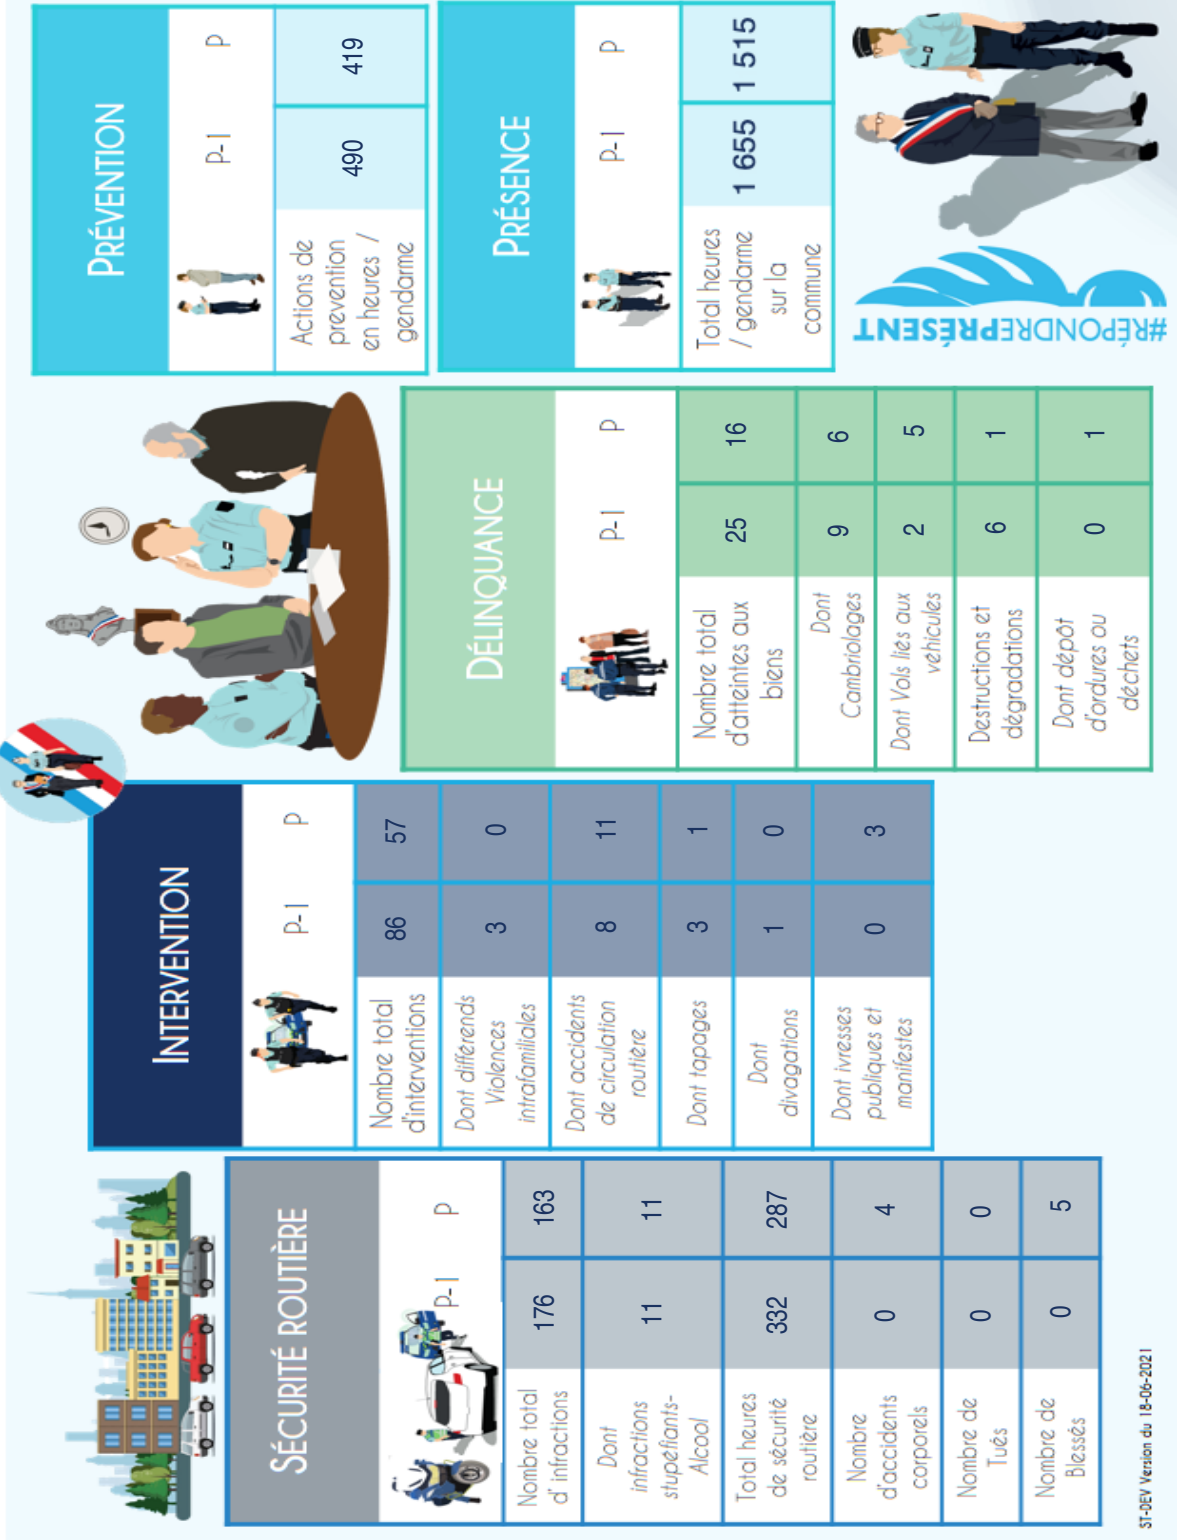 SÉCURITÉ ROUTIÈRE
P-1 P
Nombre total
d' infractions
176 163
Dont
infractions
stupéfiants-
Alcool
11 11
Total heures
de sécurité
routière
332 287
Nombre
d'accidents
corporels
0 4
Nombre de
Tués
0 0
Nombre de
Blessés
0 5
INTERVENTION
P-1 P
Nombre total
d'interventions
86 57
Dont différends
Violences
intrafamiliales
3 0
Dont accidents
de circulation
routière
8 11
Dont tapages
3 1
Dont
divagations
1 0
Dont ivresses
publiques et
manifestes
0 3
DÉLINQUANCE
P-1 P
Nombre total
d'atteintes aux
biens
25 16
Dont
Cambriolages
9 6
Dont Vols liés aux
véhicules
2 5
Destructions et
dégradations
6 1
Dont dépôt
d'ordures ou
déchets
0 1
PRÉVENTION
P-1 P
Actions de
prévention
en heures /
gendarme
490 419
PRÉSENCE
P-1 P
Total heures
/ gendarme
sur la
commune
1 655 1 515
#RÉPONDREPRÉSENT
ST-DEV Version du 18-06-2021